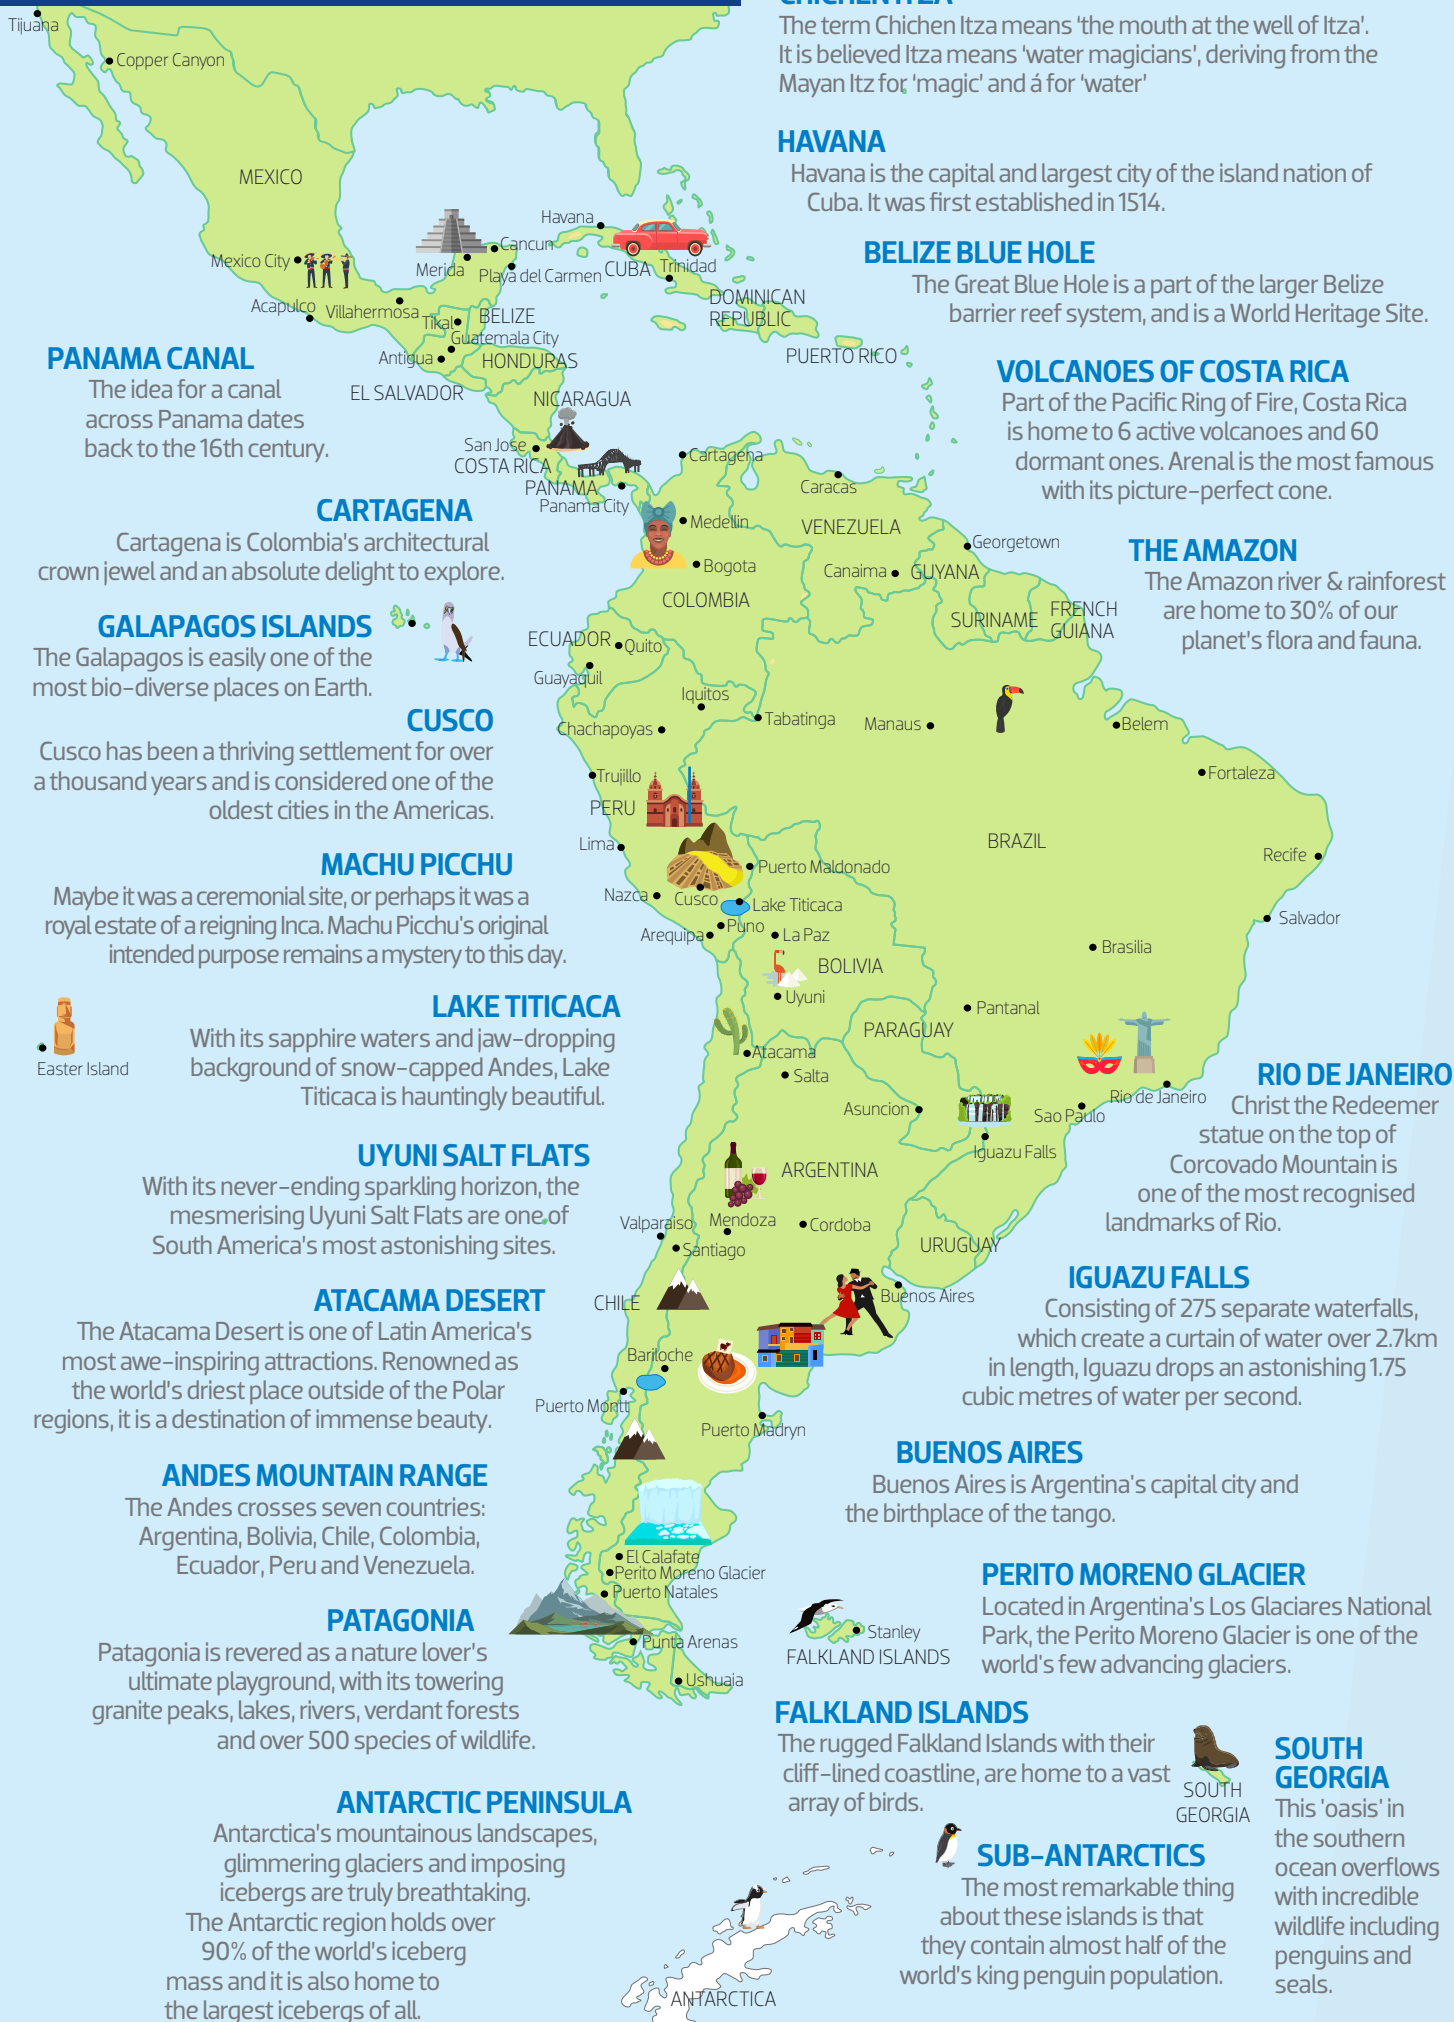 CHICHEN ITZA
The term Chichen Itza means 'the mouth at the well of Itza'.
It is believed Itza means 'water magicians', deriving from the
Mayan Itz for 'magic' and á for 'water'
HAVANA
Havana is the capital and largest city of the island nation of
Cuba. It was first established in 1514.
BELIZE BLUE HOLE
The Great Blue Hole is a part of the larger Belize
barrier reef system, and is a World Heritage Site.
VOLCANOES OF COSTA RICA
Part of the Pacific Ring of Fire, Costa Rica
is home to 6 active volcanoes and 60
dormant ones. Arenal is the most famous
with its picture-perfect cone.
THE AMAZON
The Amazon river & rainforest
are home to 30% of our
planet's flora and fauna.
PANAMA CANAL
The idea for a canal
across Panama dates
back to the 16th century.
CARTAGENA
Cartagena is Colombia's architectural
crown jewel and an absolute delight to explore.
GALAPAGOS ISLANDS
The Galapagos is easily one of the
most bio-diverse places on Earth.
CUSCO
Cusco has been a thriving settlement for over
a thousand years and is considered one of the
oldest cities in the Americas.
MACHU PICCHU
Maybe it was a ceremonial site, or perhaps it was a
royal estate of a reigning Inca. Machu Picchu's original
intended purpose remains a mystery to this day.
LAKE TITICACA
With its sapphire waters and jaw-dropping
background of snow-capped Andes, Lake
Titicaca is hauntingly beautiful.
UYUNI SALT FLATS
With its never-ending sparkling horizon, the
mesmerising Uyuni Salt Flats are one of
South America's most astonishing sites.
ATACAMA DESERT
The Atacama Desert is one of Latin America's
most awe-inspiring attractions. Renowned as
the world's driest place outside of the Polar
regions, it is a destination of immense beauty.
ANDES MOUNTAIN RANGE
The Andes crosses seven countries:
Argentina, Bolivia, Chile, Colombia,
Ecuador, Peru and Venezuela.
PATAGONIA
Patagonia is revered as a nature lover's
ultimate playground, with its towering
granite peaks, lakes, rivers, verdant forests
and over 500 species of wildlife.
ANTARCTIC PENINSULA
Antarctica's mountainous landscapes,
glimmering glaciers and imposing
icebergs are truly breathtaking.
The Antarctic region holds over
90% of the world's iceberg
mass and it is also home to
the largest icebergs of all.
RIO DE JANEIRO
Christ the Redeemer
statue on the top of
Corcovado Mountain is
one of the most recognised
landmarks of Rio.
IGUAZU FALLS
Consisting of 275 separate waterfalls,
which create a curtain of water over 2.7km
in length, Iguazu drops an astonishing 1.75
cubic metres of water per second.
BUENOS AIRES
Buenos Aires is Argentina's capital city and
the birthplace of the tango.
PERITO MORENO GLACIER
Located in Argentina's Los Glaciares National
Park, the Perito Moreno Glacier is one of the
world's few advancing glaciers.
FALKLAND ISLANDS
The rugged Falkland Islands with their
cliff-lined coastline, are home to a vast
array of birds.
SOUTH
GEORGIA
This 'oasis' in
the southern
ocean overflows
with incredible
wildlife including
penguins and
seals.
SUB-ANTARCTICS
The most remarkable thing
about these islands is that
they contain almost half of the
world's king penguin population.
Tijuana
Copper Canyon
MEXICO
Mexico City
Acapulco
Villahermosa
Merida
Cancun
Playa del Carmen
Havana
CUBA
Trinidad
DOMINICAN
REPUBLIC
PUERTO RICO
Tikal
BELIZE
Guatemala City
Antigua
HONDURAS
EL SALVADOR
NICARAGUA
San Jose
COSTA RICA
PANAMA
Panama City
Cartagena
Caracas
Medellin
VENEZUELA
Bogota
Georgetown
Canaima
GUYANA
COLOMBIA
SURINAME
FRENCH
GUIANA
ECUADOR
Quito
Guayaquil
Iquitos
Tabatinga
Manaus
Belem
Chachapoyas
Trujillo
Fortaleza
PERU
BRAZIL
Lima
Recife
Puerto Maldonado
Nazca
Cusco
Lake Titicaca
Salvador
Puno
Arequipa
La Paz
Brasilia
BOLIVIA
Uyuni
Pantanal
PARAGUAY
Easter Island
Atacama
Salta
Asuncion
Rio de Janeiro
Sao Paulo
Iguazu Falls
ARGENTINA
Valparaiso
Mendoza
Cordoba
Santiago
URUGUAY
CHILE
Buenos Aires
Bariloche
Puerto Montt
Puerto Madryn
El Calafate
Perito Moreno Glacier
Puerto Natales
Punta Arenas
Ushuaia
Stanley
FALKLAND ISLANDS
SOUTH
GEORGIA
ANTARCTICA